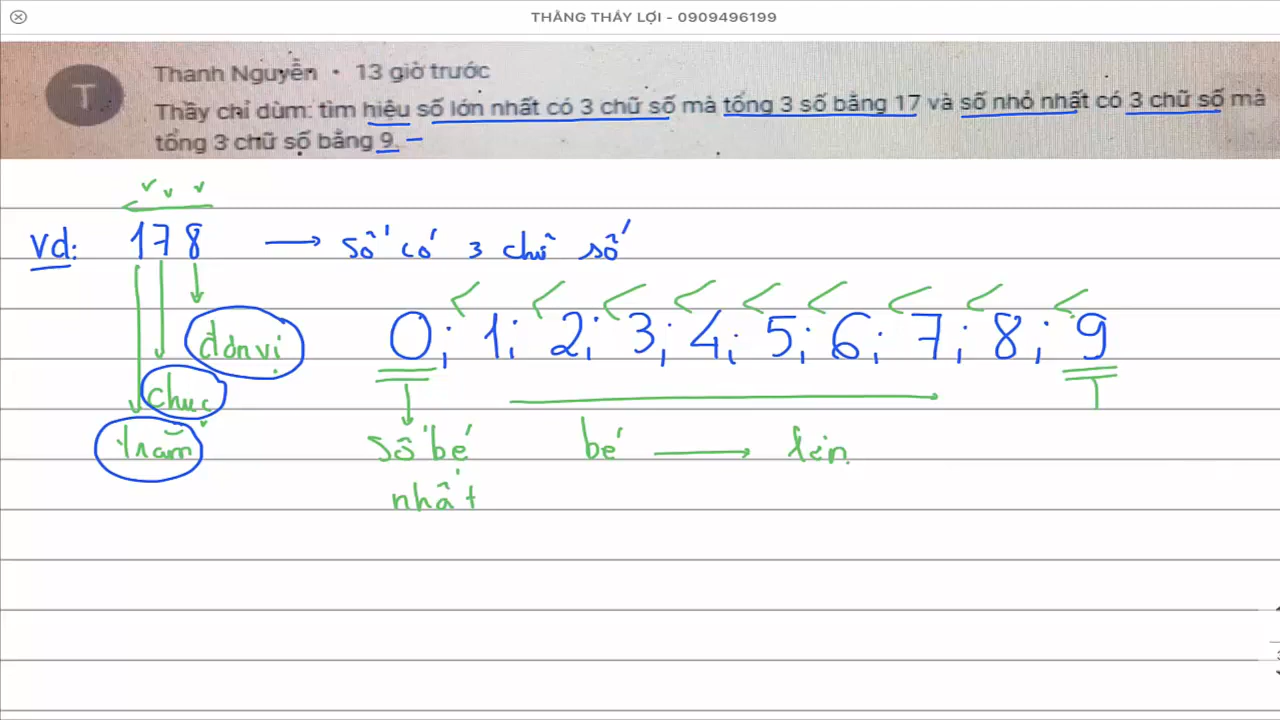 THẮNG THẦY LỢI - 0909496199
Thanh Nguyễn • 13 giờ trước
Thầy chỉ dùm: tìm hiệu số lớn nhất có 3 chữ số mà tổng 3 số bằng 17 và số nhỏ nhất có 3 chữ số mà
tổng 3 chữ số bằng 9.
Vd: 178 → số có 3 chữ số
0; 1; 2; 3; 4; 5; 6; 7; 8; 9
< < < < < < < < <
đơn vị
chục
trăm
số bé
nhất
bé → lớn